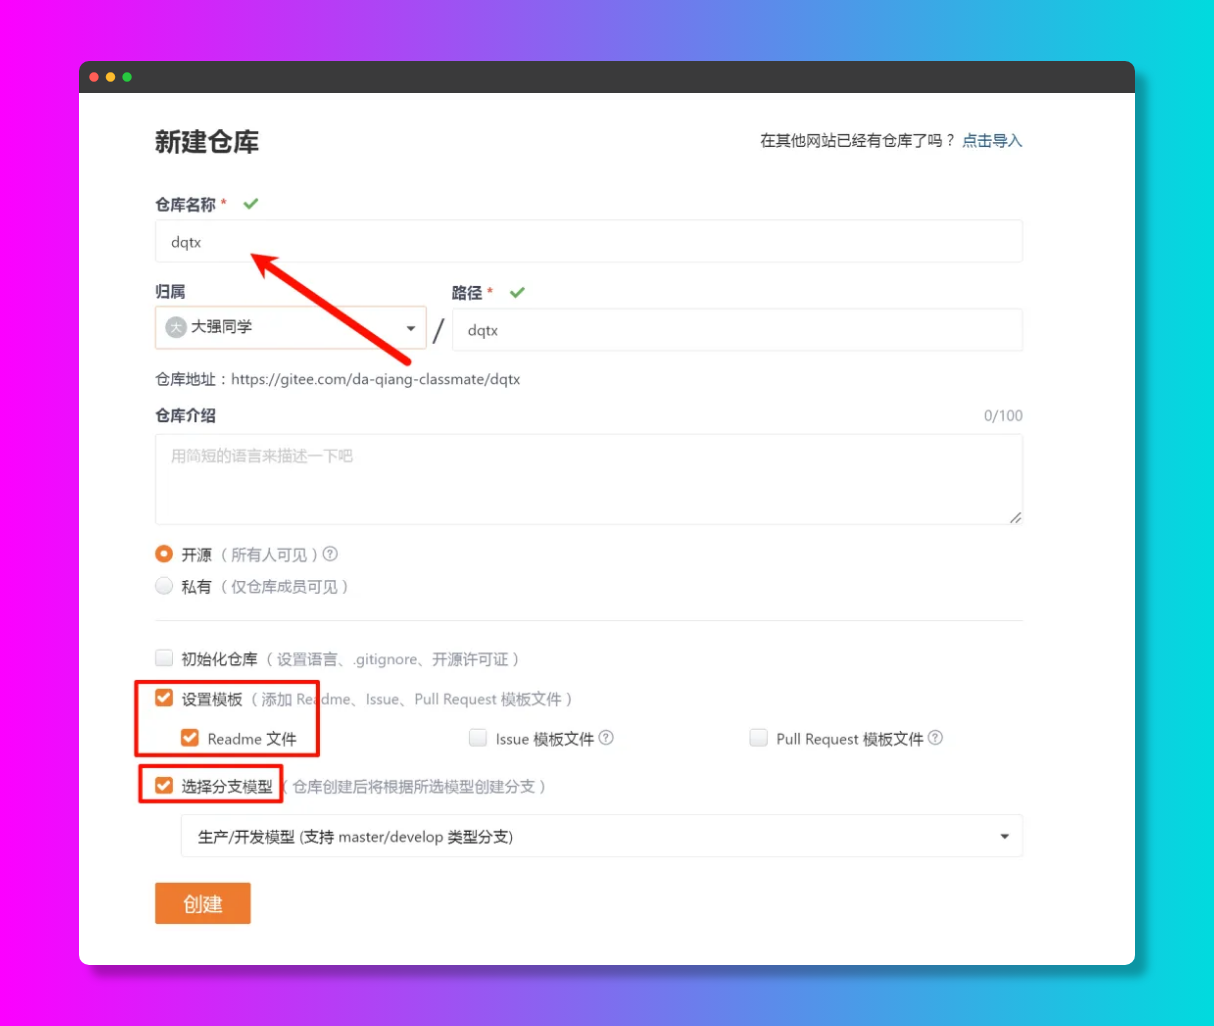 新建仓库
在其他网站已经有仓库了吗？ 点击导入
仓库名称 *
dqtx
归属
路径 *
大 大强同学
/
dqtx
仓库地址：https://gitee.com/da-qiang-classmate/dqtx
仓库介绍
0/100
用简短的语言来描述一下吧
开源（所有人可见）?
私有（仅仓库成员可见）
初始化仓库（设置语言、.gitignore、开源许可证）
设置模板（添加 Readme、Issue、Pull Request 模板文件）
Readme 文件
Issue 模板文件 ?
Pull Request 模板文件 ?
选择分支模型（仓库创建后将根据所选模型创建分支）
生产/开发模型 (支持 master/develop 类型分支)
创建